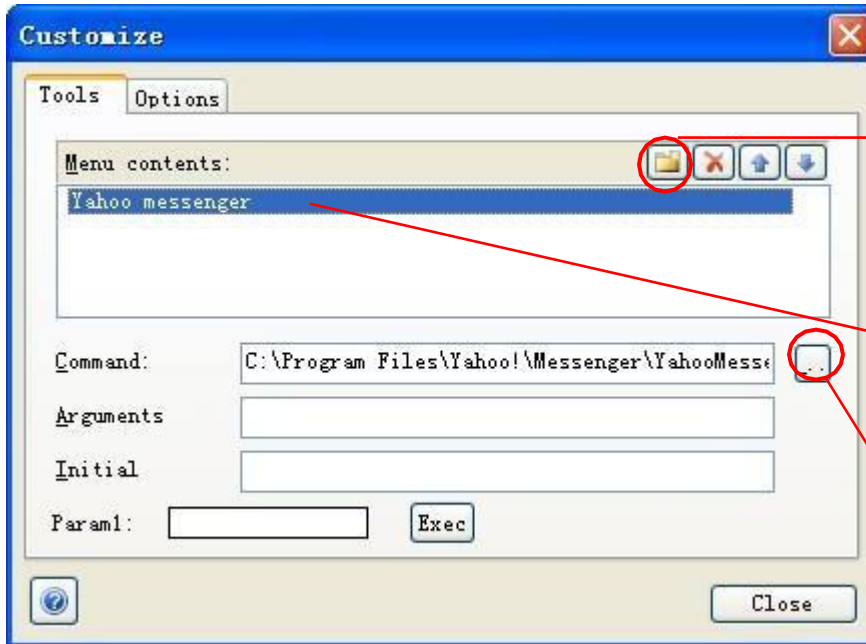 Customize
Tools Options
Menu contents:
Yahoo messenger
Command: C:\Program Files\Yahoo!\Messenger\YahooMesse
Arguments
Initial
Param1: Exec
Close